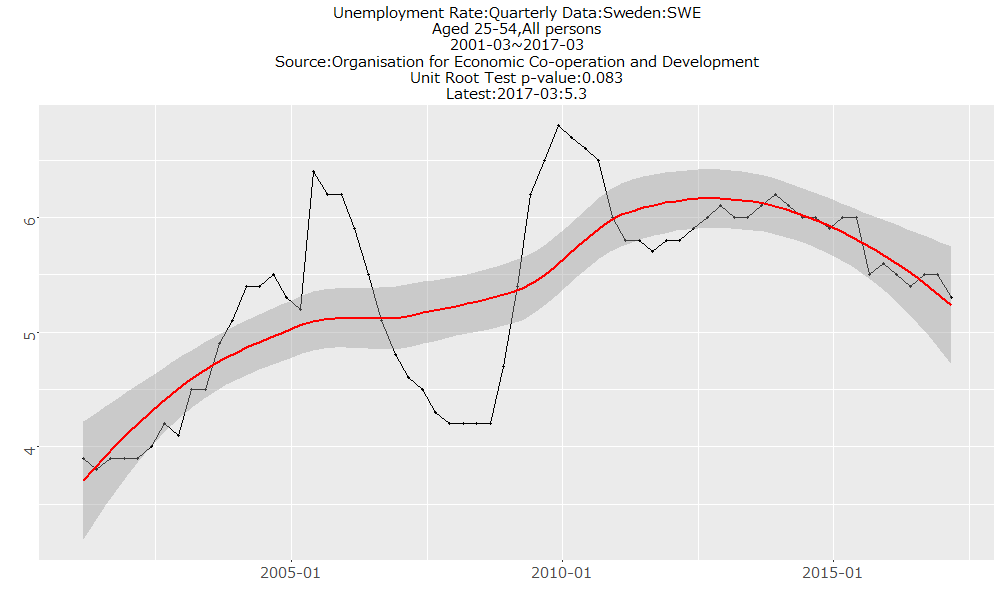 Unemployment Rate:Quarterly Data:Sweden:SWE
Aged 25-54,All persons
2001-03~2017-03
Source:Organisation for Economic Co-operation and Development
Unit Root Test p-value:0.083
Latest:2017-03:5.3
6
5
4
2005-01
2010-01
2015-01